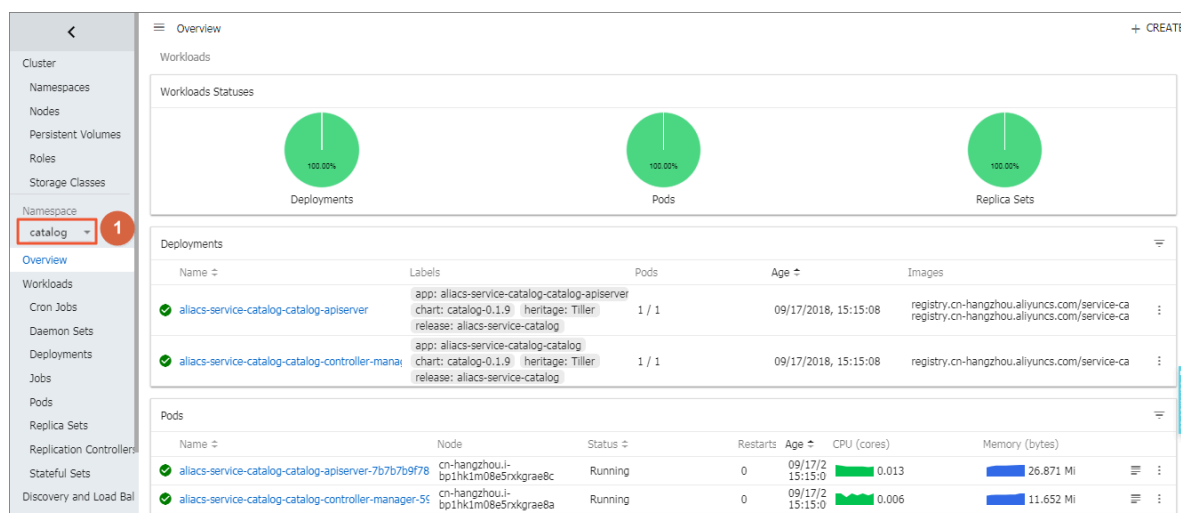 Overview
+ CREATE
Cluster
Namespaces
Nodes
Persistent Volumes
Roles
Storage Classes
Namespace
catalog
1
Overview
Workloads
Cron Jobs
Daemon Sets
Deployments
Jobs
Pods
Replica Sets
Replication Controllers
Stateful Sets
Discovery and Load Bal
Workloads
Workloads Statuses
100.00%
100.00%
100.00%
Deployments
Pods
Replica Sets
Deployments
Name
Labels
Pods
Age
Images
aliacs-service-catalog-catalog-apiserver
app: aliacs-service-catalog-catalog-apiserver
chart: catalog-0.1.9 heritage: Tiller
release: aliacs-service-catalog
1 / 1
09/17/2018, 15:15:08
registry.cn-hangzhou.aliyuncs.com/service-ca
registry.cn-hangzhou.aliyuncs.com/service-ca
aliacs-service-catalog-catalog-controller-manag
app: aliacs-service-catalog-catalog
chart: catalog-0.1.9 heritage: Tiller
release: aliacs-service-catalog
1 / 1
09/17/2018, 15:15:08
registry.cn-hangzhou.aliyuncs.com/service-ca
Pods
Name
Node
Status
Restarts
Age
CPU (cores)
Memory (bytes)
aliacs-service-catalog-catalog-apiserver-7b7b7b9f78
cn-hangzhou.i-
bp1hk1m08e5rxkgrae8c
Running
0
09/17/2
15:15:0
0.013
26.871 Mi
aliacs-service-catalog-catalog-controller-manager-59
cn-hangzhou.i-
bp1hk1m08e5rxkgrae8a
Running
0
09/17/2
15:15:0
0.006
11.652 Mi